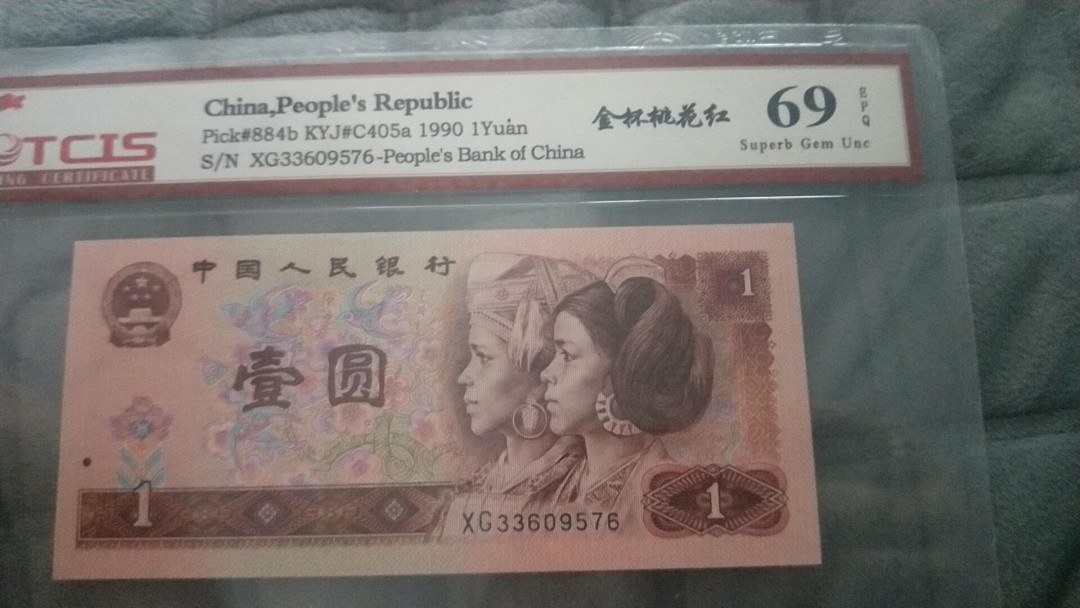 China,People's Republic
Pick#884b KYJ#C405a 1990 1Yuan
S/N XG33609576-People's Bank of China
金杯桃花红
69
EPQ
Superb Gem Unc
TCIS
CERTIFICATE
中国人民银行
1
壹圆
1
1
XG33609576